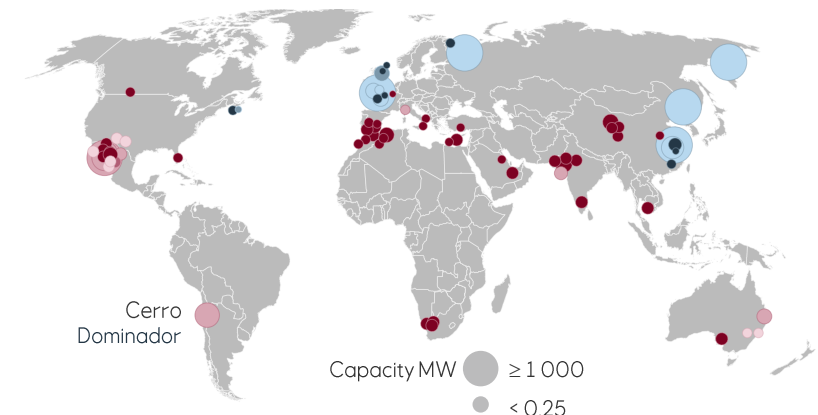 Cerro
Dominador
Capacity MW
≥ 1 000
< 0.25